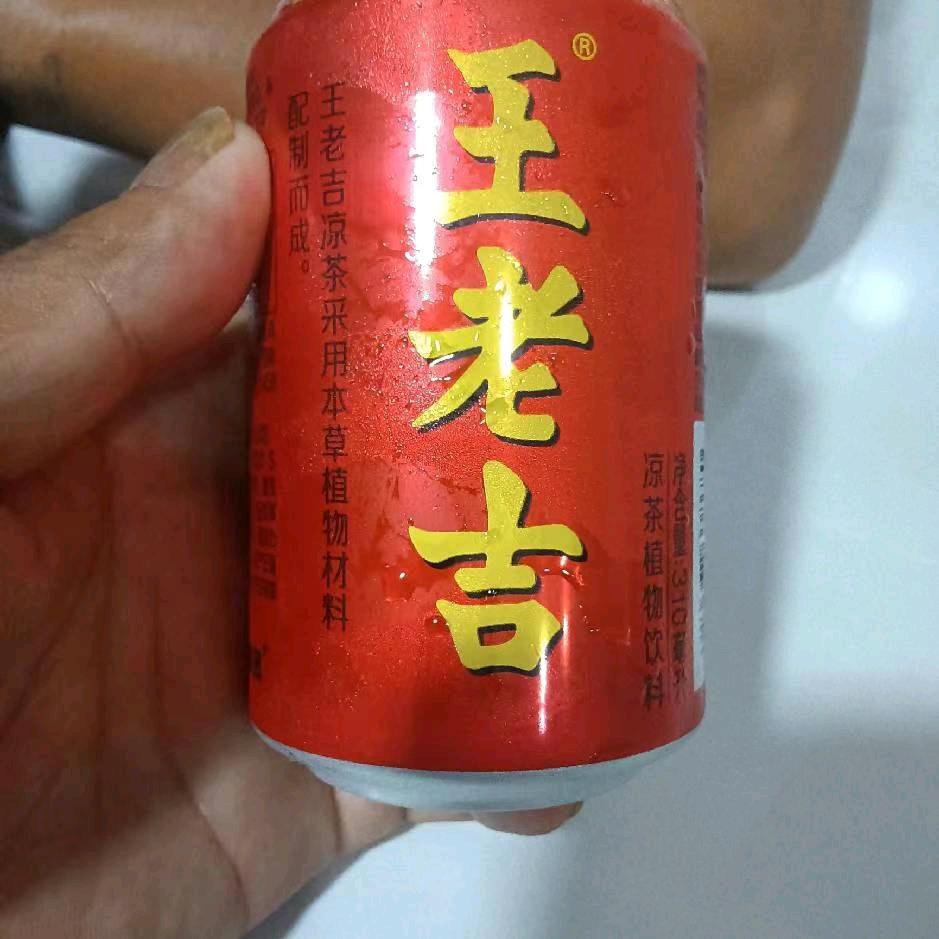 王老吉
®
王老吉凉茶采用本草植物材料
配制而成。
净含量:310毫升
凉茶植物饮料